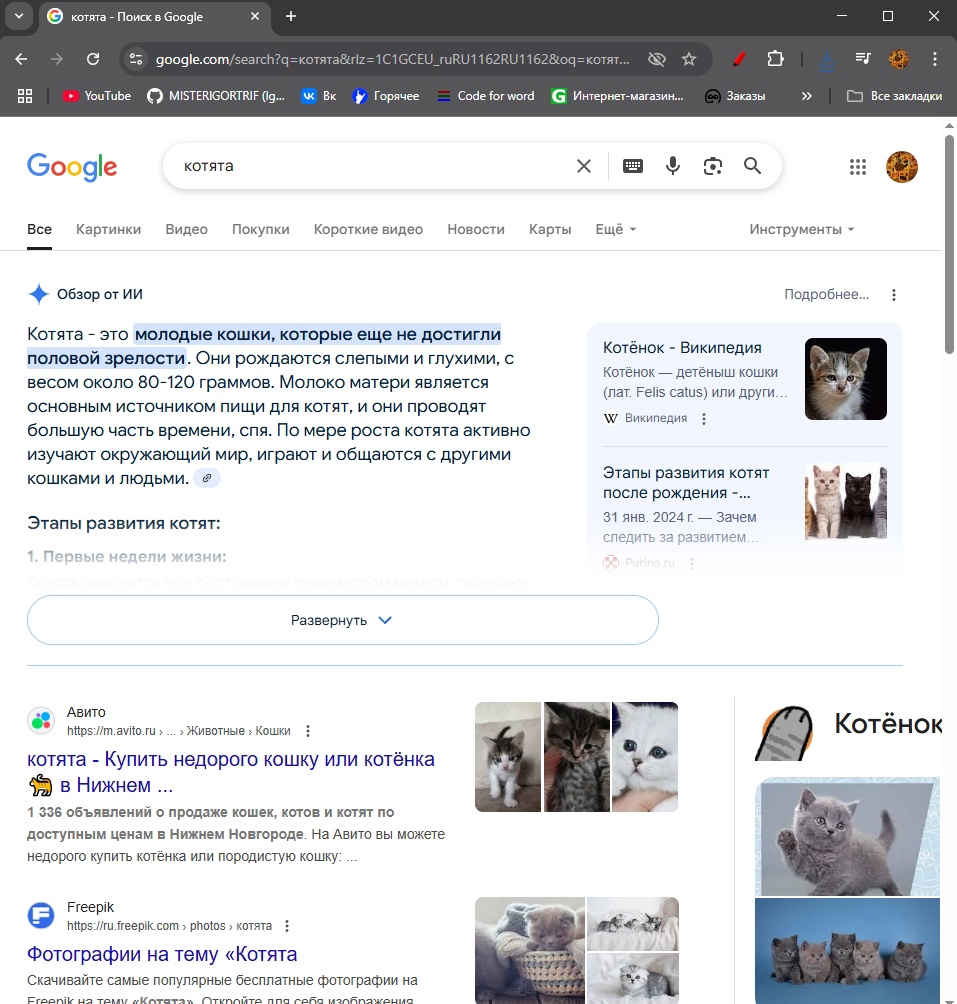 котята - Поиск в Google
google.com/search?q=котята&rlz=1C1GCEU_ruRU1162RU1162&oq=котят...
YouTube
MISTERIGORTRIF (Ig...
Вк
Горячее
Code for word
Интернет-магазин...
Заказы
Все закладки
Google
котята
Все
Картинки
Видео
Покупки
Короткие видео
Новости
Карты
Ещё
Инструменты
Обзор от ИИ
Подробнее...
Котята - это молодые кошки, которые еще не достигли
половой зрелости. Они рождаются слепыми и глухими, с
весом около 80-120 граммов. Молоко матери является
основным источником пищи для котят, и они проводят
большую часть времени, спя. По мере роста котята активно
изучают окружающий мир, играют и общаются с другими
кошками и людьми.
Этапы развития котят:
1. Первые недели жизни:
Котята находятся под постоянным присмотром матери, получают
Котёнок - Википедия
Котёнок — детёныш кошки
(лат. Felis catus) или други...
Википедия
Этапы развития котят
после рождения -...
31 янв. 2024 г. — Зачем
следить за развитием...
Purina.ru
Развернуть
Авито
https://m.avito.ru › ... › Животные › Кошки
котята - Купить недорого кошку или котёнка
🐈 в Нижнем ...
1 336 объявлений о продаже кошек, котов и котят по
доступным ценам в Нижнем Новгороде. На Авито вы можете
недорого купить котёнка или породистую кошку: ...
Freepik
https://ru.freepik.com › photos › котята
Фотографии на тему «Котята
Скачивайте самые популярные бесплатные фотографии на
Freepik на тему «Котята». Откройте для себя изображения
Котёнок